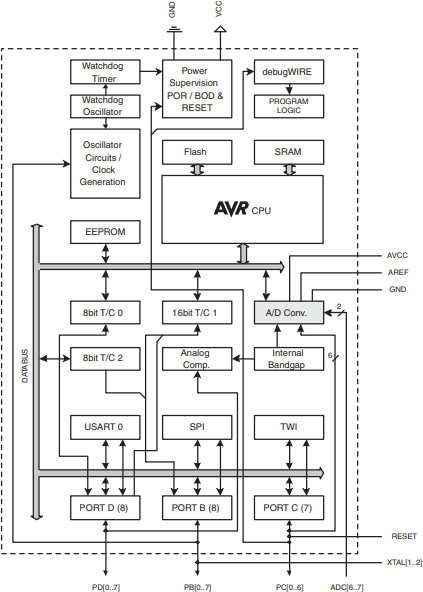 GND
VCC
Watchdog
Timer
Power
Supervision
POR / BOD &
RESET
debugWIRE
Watchdog
Oscillator
PROGRAM
LOGIC
Oscillator
Circuits /
Clock
Generation
Flash
SRAM
AVR CPU
EEPROM
AVCC
AREF
GND
8bit T/C 0
16bit T/C 1
A/D Conv.
2
8bit T/C 2
Analog
Comp.
Internal
Bandgap
6
DATABUS
USART 0
SPI
TWI
PORT D (8)
PORT B (8)
PORT C (7)
RESET
XTAL[1..2]
PD[0..7]
PB[0..7]
PC[0..6]
ADC[6..7]